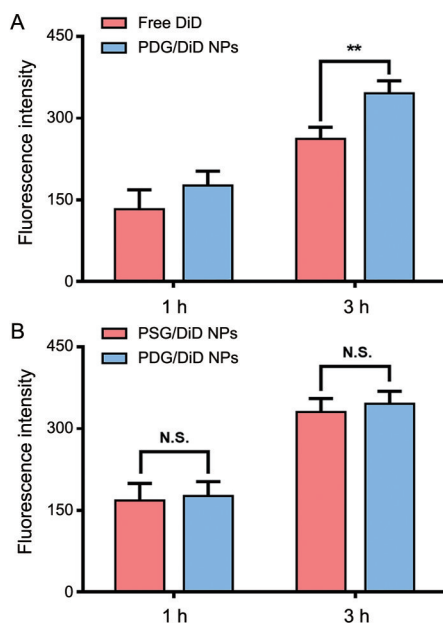 A
Free DiD
PDG/DiD NPs
Fluorescence intensity
450
300
150
0
**
1 h
3 h
B
PSG/DiD NPs
PDG/DiD NPs
Fluorescence intensity
450
300
150
0
N.S.
N.S.
1 h
3 h